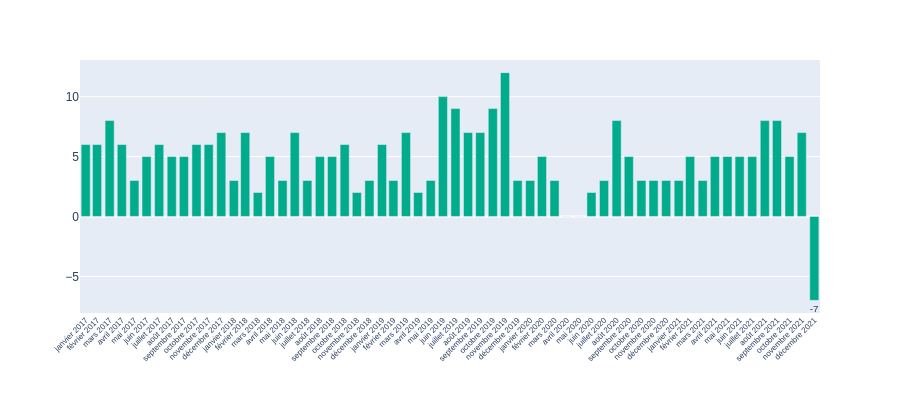 10
5
0
−5
-7
janvier 2017
février 2017
mars 2017
avril 2017
mai 2017
juin 2017
juillet 2017
août 2017
septembre 2017
octobre 2017
novembre 2017
décembre 2017
janvier 2018
février 2018
mars 2018
avril 2018
mai 2018
juin 2018
juillet 2018
août 2018
septembre 2018
octobre 2018
novembre 2018
décembre 2018
janvier 2019
février 2019
mars 2019
avril 2019
mai 2019
juin 2019
juillet 2019
août 2019
septembre 2019
octobre 2019
novembre 2019
décembre 2019
janvier 2020
février 2020
mars 2020
avril 2020
mai 2020
juin 2020
juillet 2020
août 2020
septembre 2020
octobre 2020
novembre 2020
décembre 2020
janvier 2021
février 2021
mars 2021
avril 2021
mai 2021
juin 2021
juillet 2021
août 2021
septembre 2021
octobre 2021
novembre 2021
décembre 2021